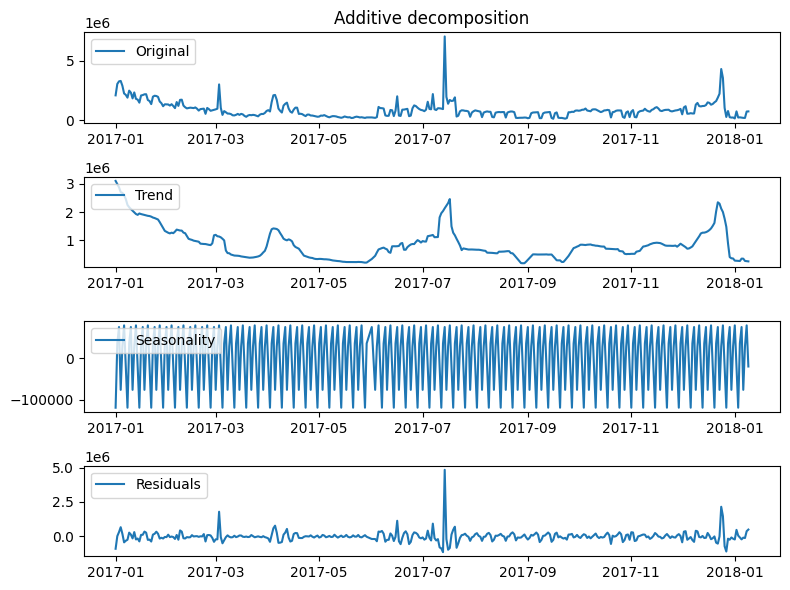 Additive decomposition
1e6
Original
5
0
2017-01 2017-03 2017-05 2017-07 2017-09 2017-11 2018-01
1e6
Trend
3
2
1
2017-01 2017-03 2017-05 2017-07 2017-09 2017-11 2018-01
Seasonality
0
−100000
2017-01 2017-03 2017-05 2017-07 2017-09 2017-11 2018-01
1e6
Residuals
5.0
2.5
0.0
2017-01 2017-03 2017-05 2017-07 2017-09 2017-11 2018-01